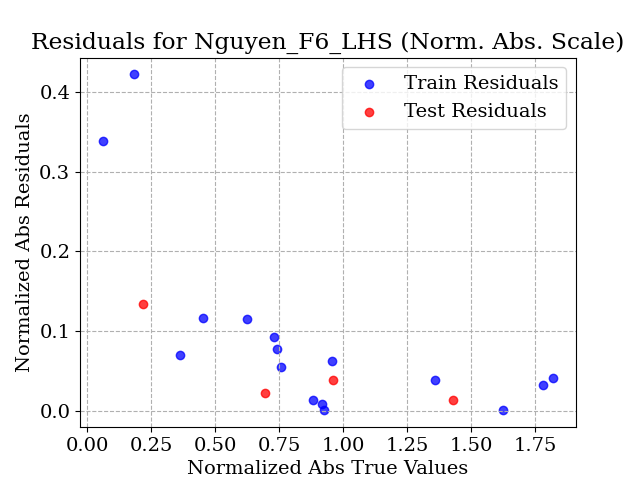 Residuals for Nguyen_F6_LHS (Norm. Abs. Scale)
Train Residuals
Test Residuals
Normalized Abs Residuals
0.4
0.3
0.2
0.1
0.0
0.00 0.25 0.50 0.75 1.00 1.25 1.50 1.75
Normalized Abs True Values